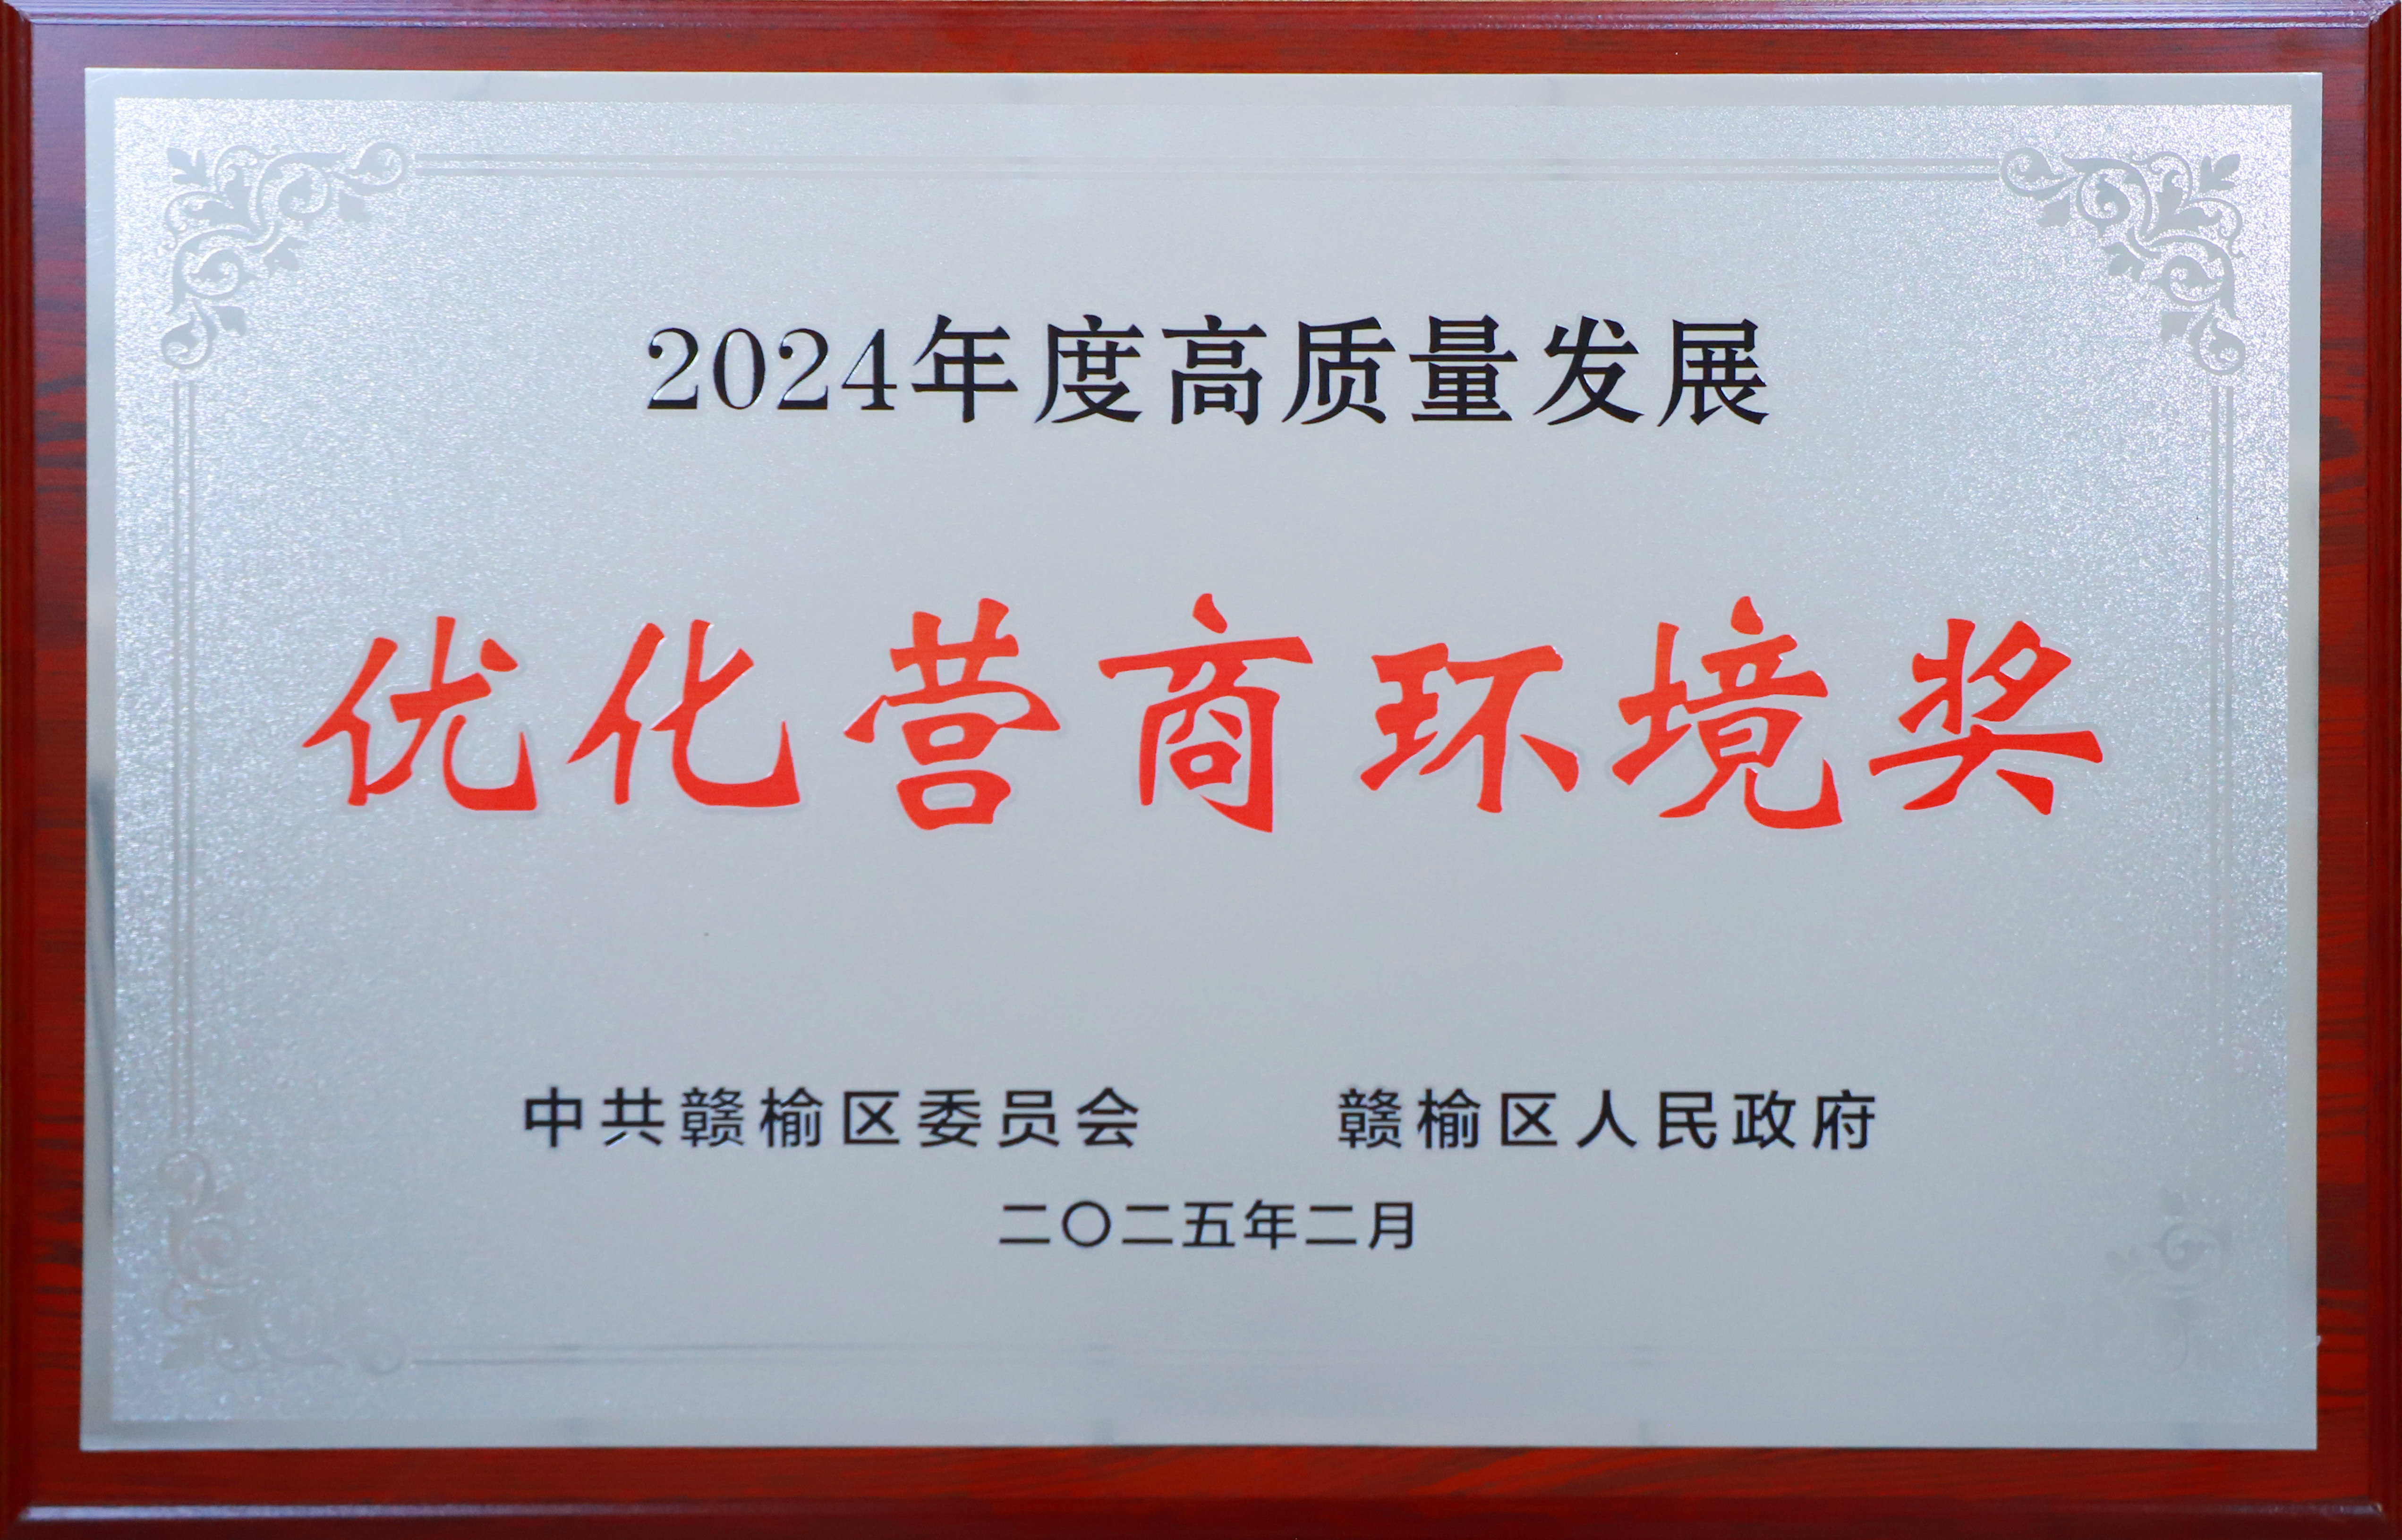 2024年度高质量发展
优化营商环境奖
中共赣榆区委员会 赣榆区人民政府
二〇二五年二月